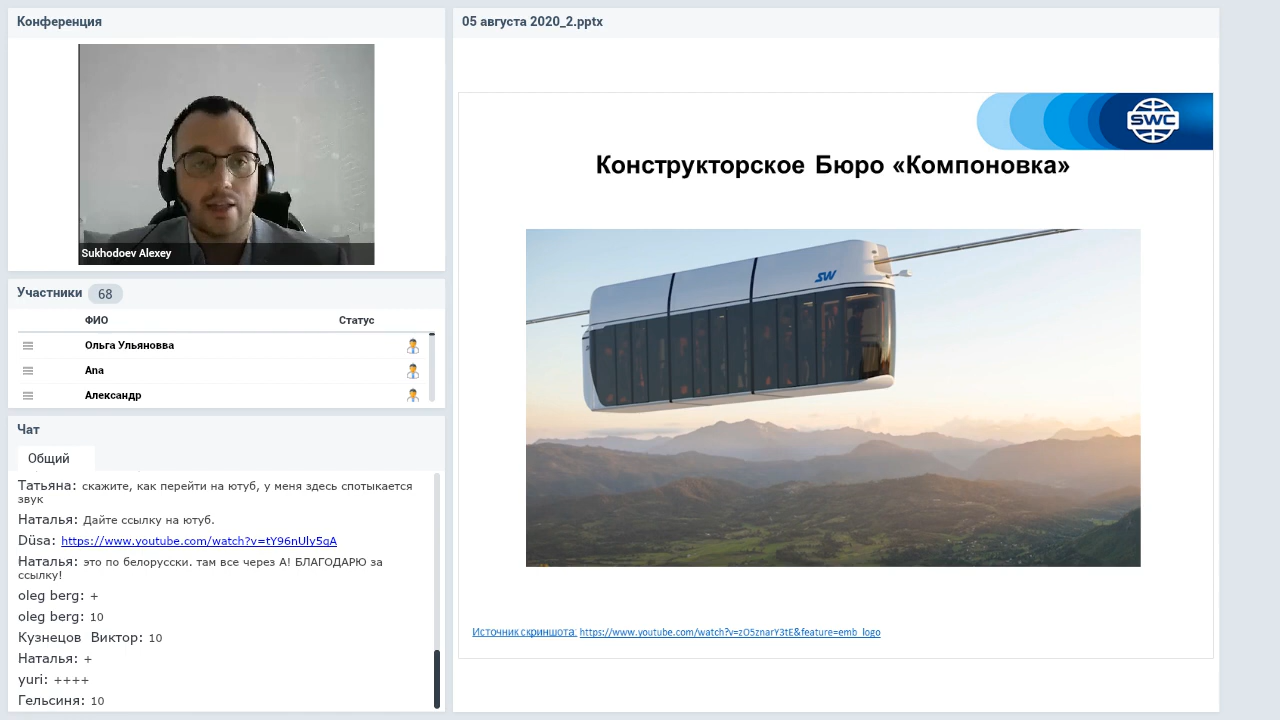 Конференция
Sukhodoev Alexey
Участники 68
ФИО Статус
Ольга Ульяновва
Ana
Александр
Чат
Общий
Татьяна: скажите, как перейти на ютуб, у меня здесь спотыкается
звук
Наталья: Дайте ссылку на ютуб.
Düsa: https://www.youtube.com/watch?v=tY96nUly5qA
Наталья: это по белорусски. там все через А! БЛАГОДАРЮ за
ссылку!
oleg berg: +
oleg berg: 10
Кузнецов Виктор: 10
Наталья: +
yuri: ++++
Гельсиня: 10
05 августа 2020_2.pptx
SWC
Конструкторское Бюро «Компоновка»
SW
Источник скриншота: https://www.youtube.com/watch?v=zO5znarY3tE&feature=emb_logo